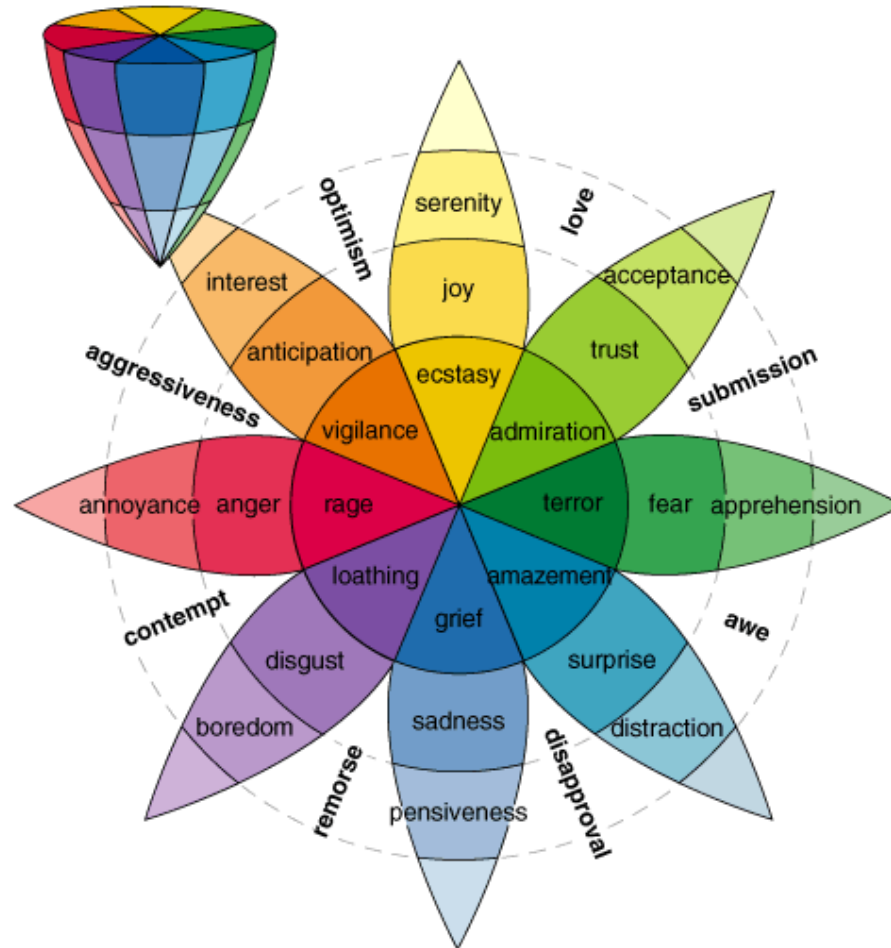 optimism
love
serenity
interest
acceptance
joy
anticipation
trust
aggressiveness
submission
ecstasy
vigilance
admiration
annoyance
anger
rage
terror
fear
apprehension
loathing
amazement
contempt
grief
awe
disgust
surprise
boredom
sadness
distraction
remorse
disapproval
pensiveness